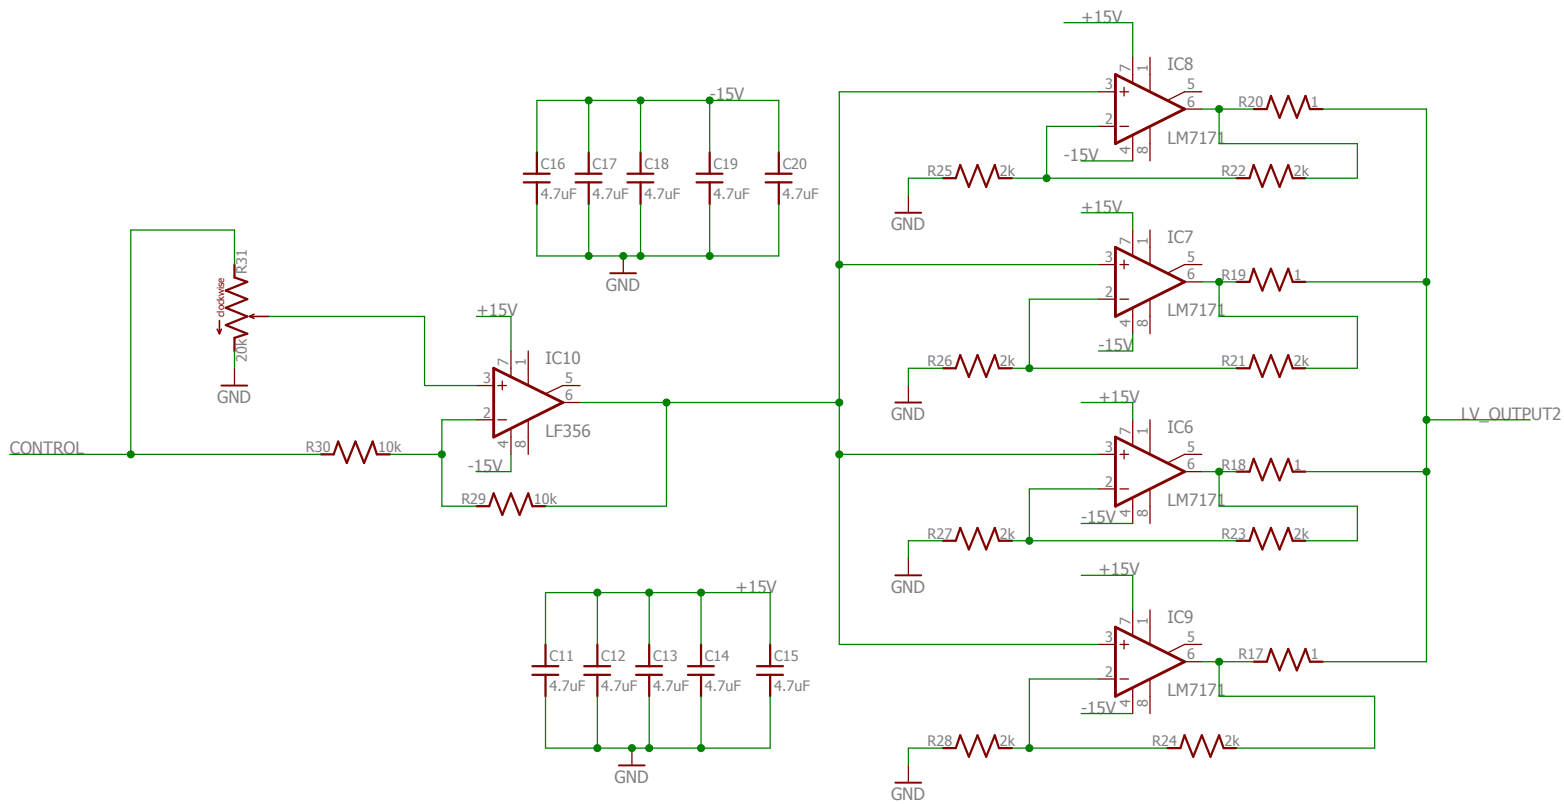 +15V
1
7
IC8
3
+
5
6
R20
1
2
−
LM7171
-15V
4
8
R25
2k
R22
2k
GND
-15V
C16
4.7uF
C17
4.7uF
C18
4.7uF
C19
4.7uF
C20
4.7uF
GND
+15V
7
1
IC7
3
+
5
6
R19
1
2
−
LM7171
-15V
4
8
R26
2k
R21
2k
GND
R31
clockwise
20k
GND
+15V
7
1
IC10
3
+
5
6
2
−
LF356
-15V
4
8
CONTROL
R30
10k
R29
10k
+15V
7
1
IC6
3
+
5
6
R18
1
2
−
LM7171
-15V
4
8
R27
2k
R23
2k
GND
LV_OUTPUT2
+15V
C11
4.7uF
C12
4.7uF
C13
4.7uF
C14
4.7uF
C15
4.7uF
GND
+15V
7
1
IC9
3
+
5
6
R17
1
2
−
LM7171
-15V
4
8
R28
2k
R24
2k
GND